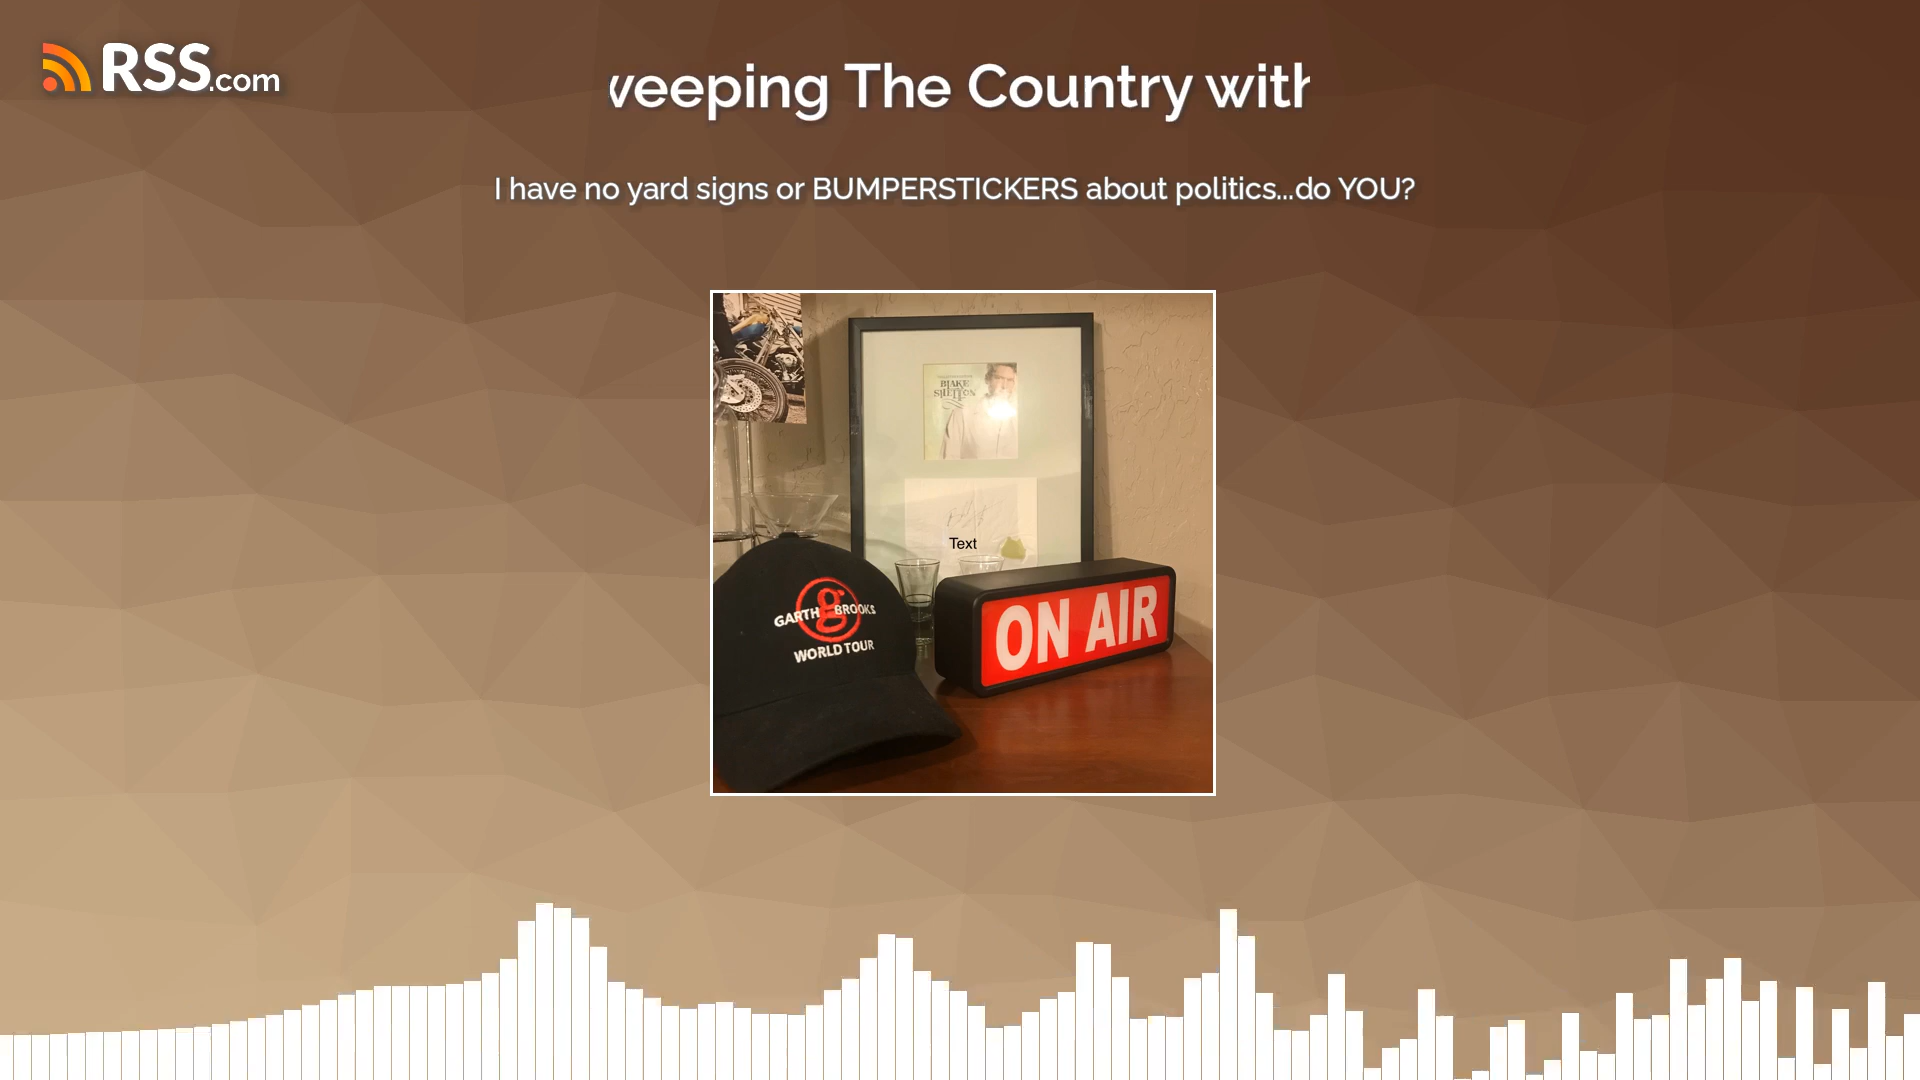 RSS.com
veeping The Country with
I have no yard signs or BUMPERSTICKERS about politics...do YOU?
BLAKE
SHELTON
Text
GARTH BROOKS
WORLD TOUR
ON AIR